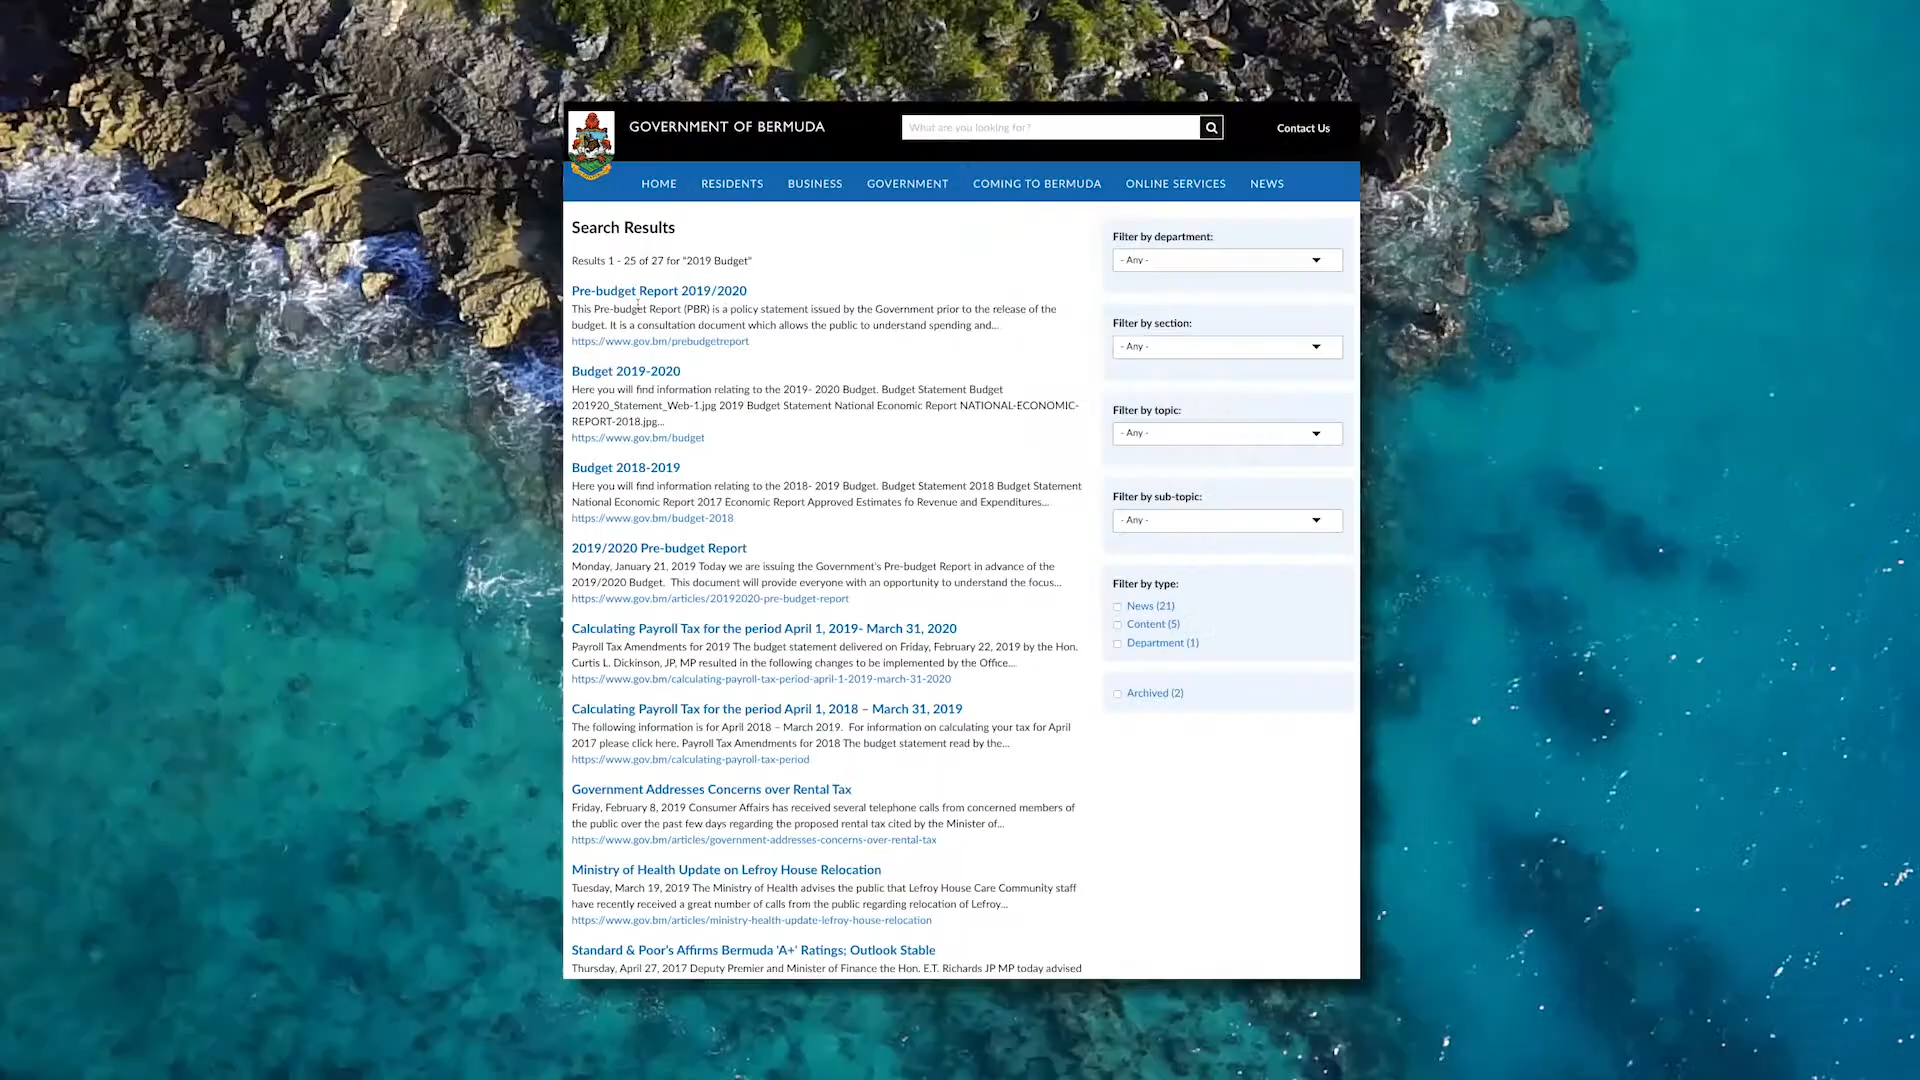 GOVERNMENT OF BERMUDA
What are you looking for?
Contact Us
HOME RESIDENTS BUSINESS GOVERNMENT COMING TO BERMUDA ONLINE SERVICES NEWS
Search Results
Results 1 - 25 of 27 for "2019 Budget"
Pre-budget Report 2019/2020
This Pre-budget Report (PBR) is a policy statement issued by the Government prior to the release of the
budget. It is a consultation document which allows the public to understand spending and...
https://www.gov.bm/prebudgetreport
Budget 2019-2020
Here you will find information relating to the 2019- 2020 Budget. Budget Statement Budget
201920_Statement_Web-1.jpg 2019 Budget Statement National Economic Report NATIONAL-ECONOMIC-
REPORT-2018.jpg...
https://www.gov.bm/budget
Budget 2018-2019
Here you will find information relating to the 2018- 2019 Budget. Budget Statement 2018 Budget Statement
National Economic Report 2017 Economic Report Approved Estimates fo Revenue and Expenditures...
https://www.gov.bm/budget-2018
2019/2020 Pre-budget Report
Monday, January 21, 2019 Today we are issuing the Government's Pre-budget Report in advance of the
2019/2020 Budget. This document will provide everyone with an opportunity to understand the focus...
https://www.gov.bm/articles/20192020-pre-budget-report
Calculating Payroll Tax for the period April 1, 2019- March 31, 2020
Payroll Tax Amendments for 2019 The budget statement delivered on Friday, February 22, 2019 by the Hon.
Curtis L. Dickinson, JP, MP resulted in the following changes to be implemented by the Office...
https://www.gov.bm/calculating-payroll-tax-period-april-1-2019-march-31-2020
Calculating Payroll Tax for the period April 1, 2018 – March 31, 2019
The following information is for April 2018 – March 2019. For information on calculating your tax for April
2017 please click here. Payroll Tax Amendments for 2018 The budget statement read by the...
https://www.gov.bm/calculating-payroll-tax-period
Government Addresses Concerns over Rental Tax
Friday, February 8, 2019 Consumer Affairs has received several telephone calls from concerned members of
the public over the past few days regarding the proposed rental tax cited by the Minister of...
https://www.gov.bm/articles/government-addresses-concerns-over-rental-tax
Ministry of Health Update on Lefroy House Relocation
Tuesday, March 19, 2019 The Ministry of Health advises the public that Lefroy House Care Community staff
have recently received a great number of calls from the public regarding relocation of Lefroy...
https://www.gov.bm/articles/ministry-health-update-lefroy-house-relocation
Standard & Poor's Affirms Bermuda 'A+' Ratings; Outlook Stable
Thursday, April 27, 2017 Deputy Premier and Minister of Finance the Hon. E.T. Richards JP MP today advised
Filter by department:
- Any -
Filter by section:
- Any -
Filter by topic:
- Any -
Filter by sub-topic:
- Any -
Filter by type:
News (21)
Content (5)
Department (1)
Archived (2)